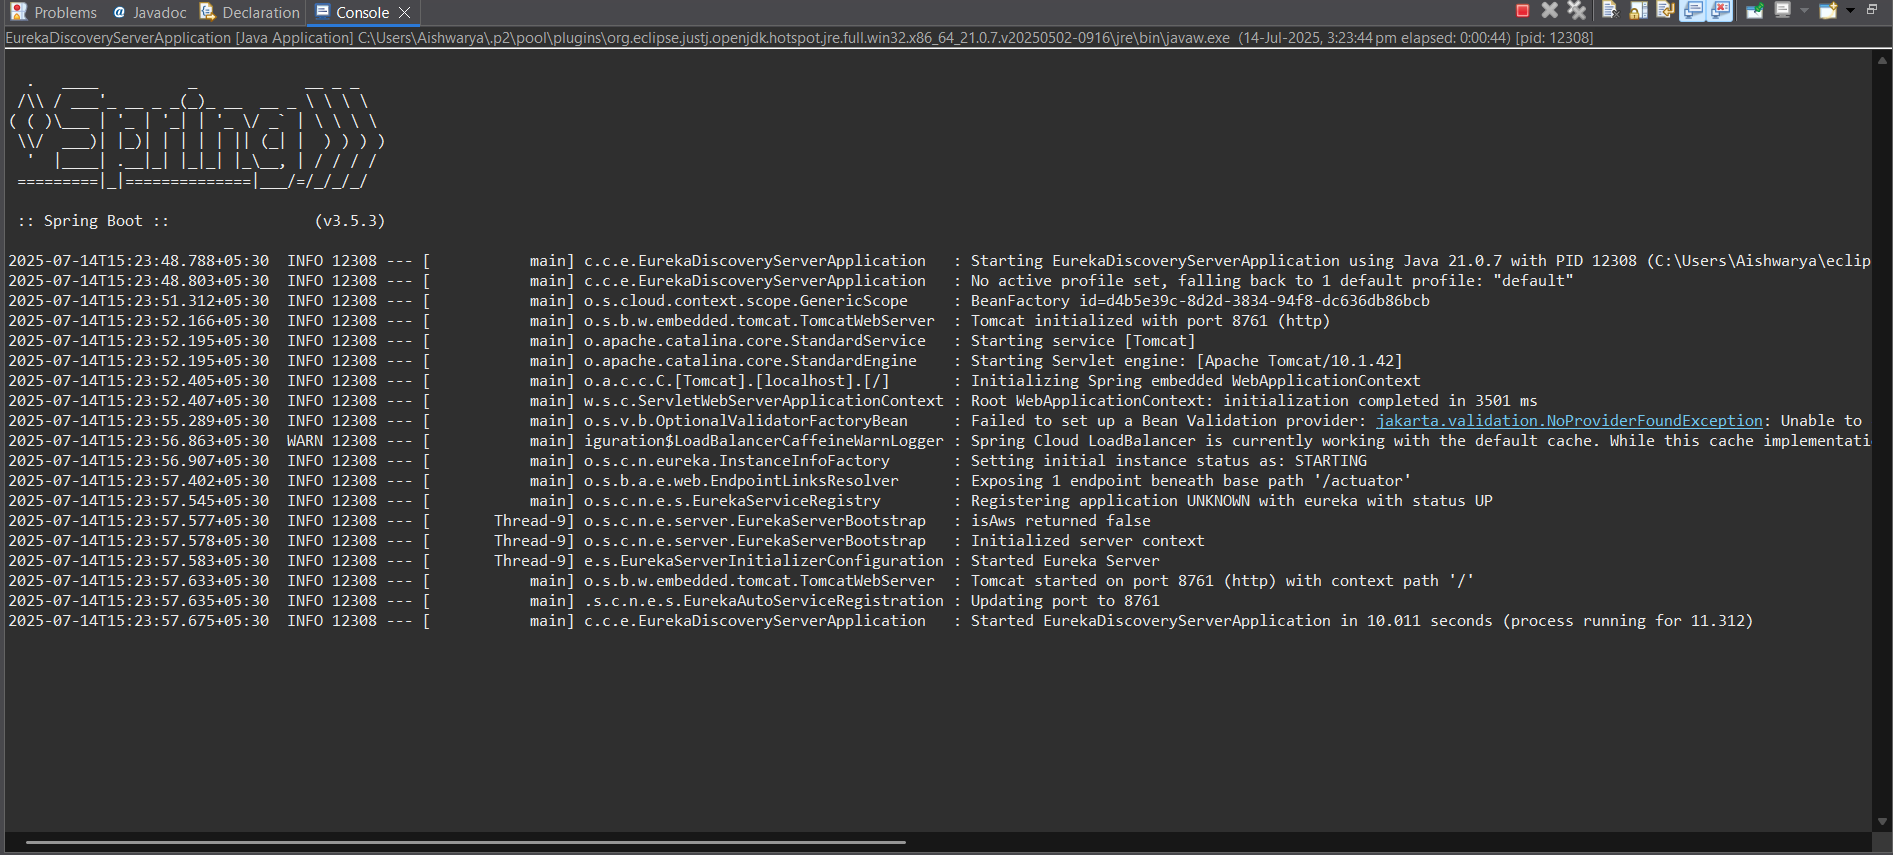 Problems @ Javadoc Declaration Console
EurekaDiscoveryServerApplication [Java Application] C:\Users\Aishwarya\.p2\pool\plugins\org.eclipse.justj.openjdk.hotspot.jre.full.win32.x86_64_21.0.7.v20250502-0916\jre\bin\javaw.exe (14-Jul-2025, 3:23:44 pm elapsed: 0:00:44) [pid: 12308]
  .   ____          _            __ _ _
 /\\ / ___'_ __ _ _(_)_ __  __ _ \ \ \ \
( ( )\___ | '_ | '_| | '_ \/ _` | \ \ \ \
 \\/  ___)| |_)| | | | | || (_| |  ) ) ) )
  '  |____| .__|_| |_|_| |_\__, | / / / /
 =========|_|==============|___/=/_/_/_/
 :: Spring Boot ::                (v3.5.3)
2025-07-14T15:23:48.788+05:30  INFO 12308 --- [           main] c.c.e.EurekaDiscoveryServerApplication   : Starting EurekaDiscoveryServerApplication using Java 21.0.7 with PID 12308 (C:\Users\Aishwarya\eclip
2025-07-14T15:23:48.803+05:30  INFO 12308 --- [           main] c.c.e.EurekaDiscoveryServerApplication   : No active profile set, falling back to 1 default profile: "default"
2025-07-14T15:23:51.312+05:30  INFO 12308 --- [           main] o.s.cloud.context.scope.GenericScope     : BeanFactory id=d4b5e39c-8d2d-3834-94f8-dc636db86bcb
2025-07-14T15:23:52.166+05:30  INFO 12308 --- [           main] o.s.b.w.embedded.tomcat.TomcatWebServer  : Tomcat initialized with port 8761 (http)
2025-07-14T15:23:52.195+05:30  INFO 12308 --- [           main] o.apache.catalina.core.StandardService   : Starting service [Tomcat]
2025-07-14T15:23:52.195+05:30  INFO 12308 --- [           main] o.apache.catalina.core.StandardEngine    : Starting Servlet engine: [Apache Tomcat/10.1.42]
2025-07-14T15:23:52.405+05:30  INFO 12308 --- [           main] o.a.c.c.C.[Tomcat].[localhost].[/]       : Initializing Spring embedded WebApplicationContext
2025-07-14T15:23:52.407+05:30  INFO 12308 --- [           main] w.s.c.ServletWebServerApplicationContext : Root WebApplicationContext: initialization completed in 3501 ms
2025-07-14T15:23:55.289+05:30  INFO 12308 --- [           main] o.s.v.b.OptionalValidatorFactoryBean     : Failed to set up a Bean Validation provider: jakarta.validation.NoProviderFoundException: Unable to
2025-07-14T15:23:56.863+05:30  WARN 12308 --- [           main] iguration$LoadBalancerCaffeineWarnLogger : Spring Cloud LoadBalancer is currently working with the default cache. While this cache implementati
2025-07-14T15:23:56.907+05:30  INFO 12308 --- [           main] o.s.c.n.eureka.InstanceInfoFactory       : Setting initial instance status as: STARTING
2025-07-14T15:23:57.402+05:30  INFO 12308 --- [           main] o.s.b.a.e.web.EndpointLinksResolver      : Exposing 1 endpoint beneath base path '/actuator'
2025-07-14T15:23:57.545+05:30  INFO 12308 --- [           main] o.s.c.n.e.s.EurekaServiceRegistry        : Registering application UNKNOWN with eureka with status UP
2025-07-14T15:23:57.577+05:30  INFO 12308 --- [       Thread-9] o.s.c.n.e.server.EurekaServerBootstrap   : isAws returned false
2025-07-14T15:23:57.578+05:30  INFO 12308 --- [       Thread-9] o.s.c.n.e.server.EurekaServerBootstrap   : Initialized server context
2025-07-14T15:23:57.583+05:30  INFO 12308 --- [       Thread-9] e.s.EurekaServerInitializerConfiguration : Started Eureka Server
2025-07-14T15:23:57.633+05:30  INFO 12308 --- [           main] o.s.b.w.embedded.tomcat.TomcatWebServer  : Tomcat started on port 8761 (http) with context path '/'
2025-07-14T15:23:57.635+05:30  INFO 12308 --- [           main] .s.c.n.e.s.EurekaAutoServiceRegistration : Updating port to 8761
2025-07-14T15:23:57.675+05:30  INFO 12308 --- [           main] c.c.e.EurekaDiscoveryServerApplication   : Started EurekaDiscoveryServerApplication in 10.011 seconds (process running for 11.312)